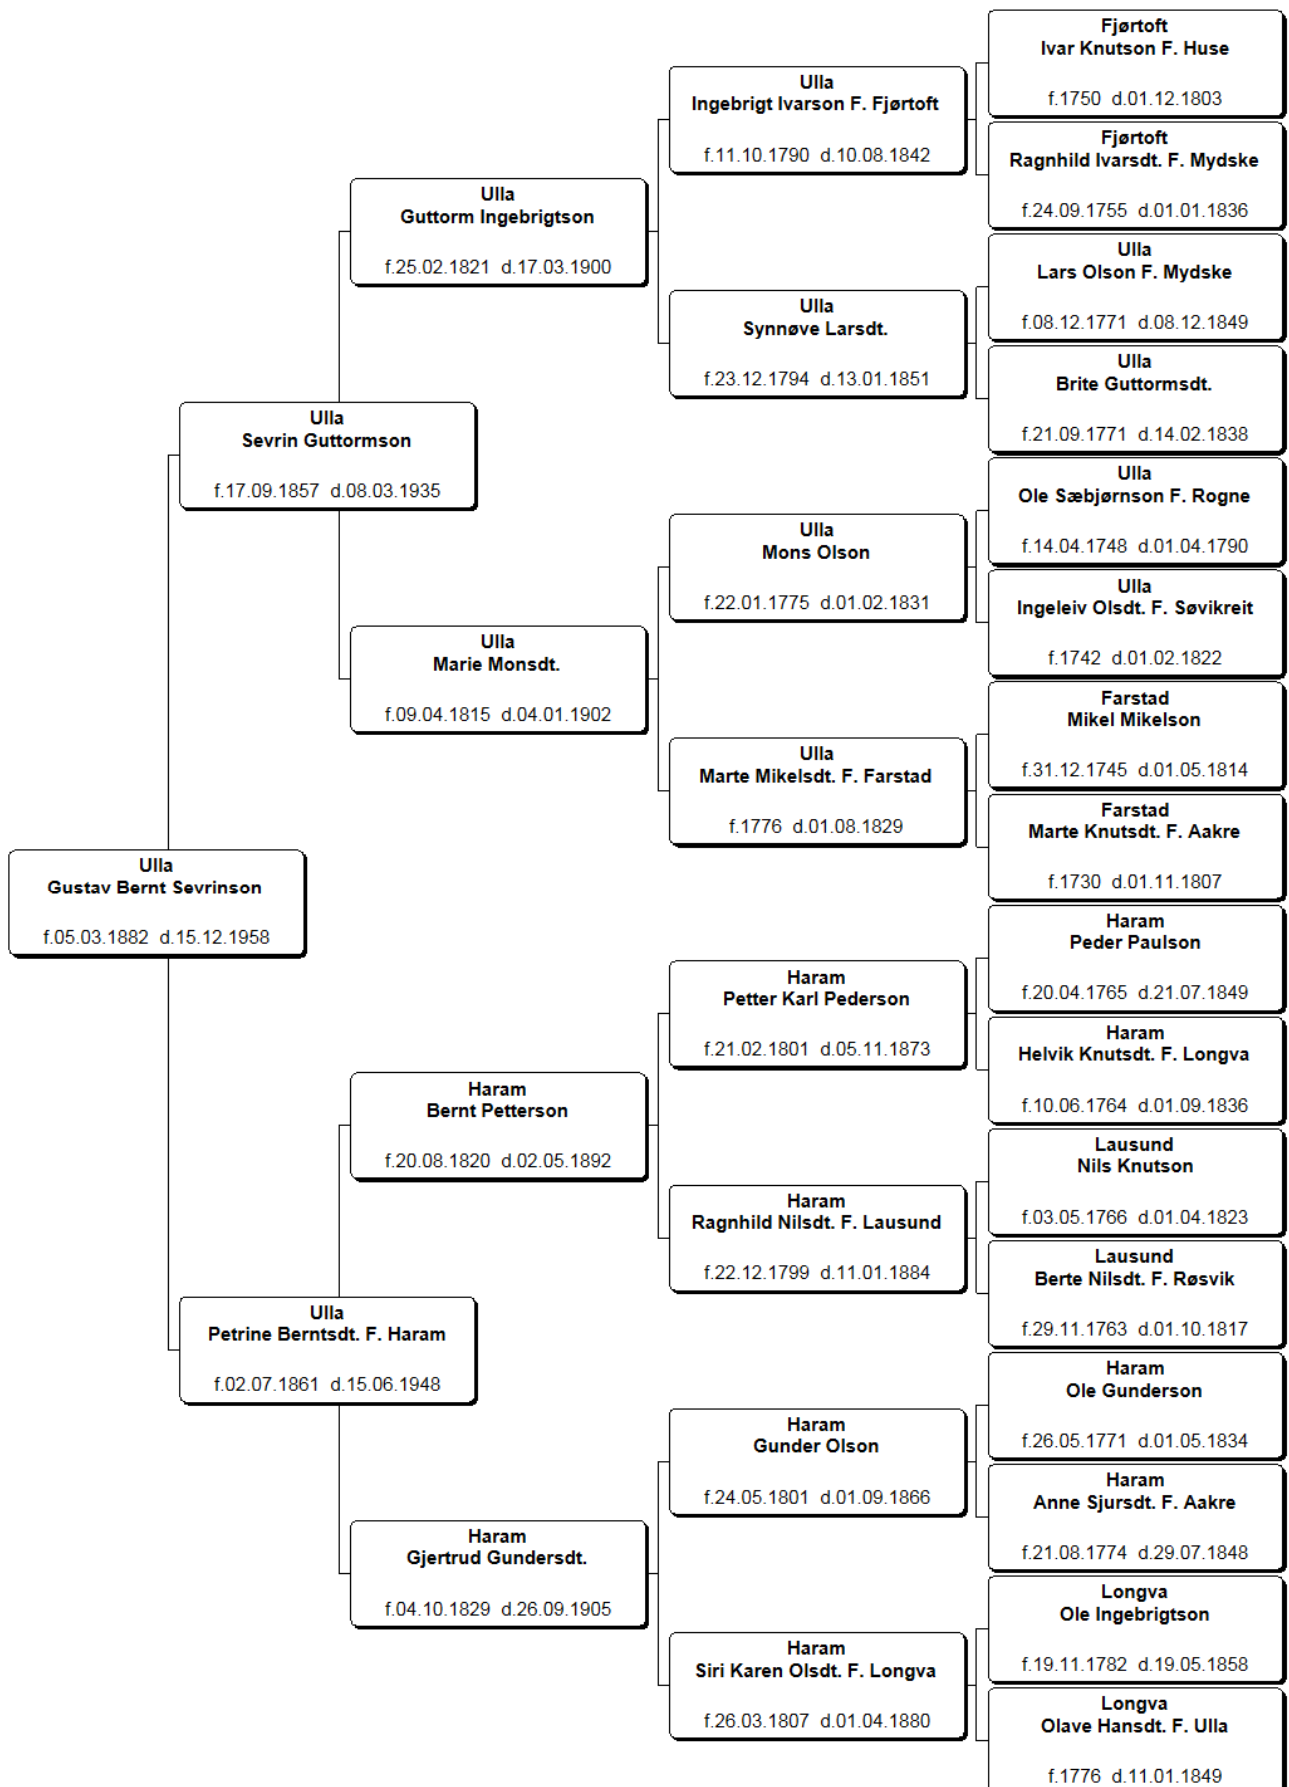 Ulla
Gustav Bernt Sevrinson
f.05.03.1882 d.15.12.1958
Ulla
Sevrin Guttormson
f.17.09.1857 d.08.03.1935
Ulla
Petrine Berntsdt. F. Haram
f.02.07.1861 d.15.06.1948
Ulla
Guttorm Ingebrigtson
f.25.02.1821 d.17.03.1900
Ulla
Marie Monsdt.
f.09.04.1815 d.04.01.1902
Haram
Bernt Petterson
f.20.08.1820 d.02.05.1892
Haram
Gjertrud Gundersdt.
f.04.10.1829 d.26.09.1905
Ulla
Ingebrigt Ivarson F. Fjørtoft
f.11.10.1790 d.10.08.1842
Ulla
Synnøve Larsdt.
f.23.12.1794 d.13.01.1851
Ulla
Mons Olson
f.22.01.1775 d.01.02.1831
Ulla
Marte Mikelsdt. F. Farstad
f.1776 d.01.08.1829
Haram
Petter Karl Pederson
f.21.02.1801 d.05.11.1873
Haram
Ragnhild Nilsdt. F. Lausund
f.22.12.1799 d.11.01.1884
Haram
Gunder Olson
f.24.05.1801 d.01.09.1866
Haram
Siri Karen Olsdt. F. Longva
f.26.03.1807 d.01.04.1880
Fjørtoft
Ivar Knutson F. Huse
f.1750 d.01.12.1803
Fjørtoft
Ragnhild Ivarsdt. F. Mydske
f.24.09.1755 d.01.01.1836
Ulla
Lars Olson F. Mydske
f.08.12.1771 d.08.12.1849
Ulla
Brite Guttormsdt.
f.21.09.1771 d.14.02.1838
Ulla
Ole Sæbjørnson F. Rogne
f.14.04.1748 d.01.04.1790
Ulla
Ingeleiv Olsdt. F. Søvikreit
f.1742 d.01.02.1822
Farstad
Mikel Mikelson
f.31.12.1745 d.01.05.1814
Farstad
Marte Knutsdt. F. Aakre
f.1730 d.01.11.1807
Haram
Peder Paulson
f.20.04.1765 d.21.07.1849
Haram
Helvik Knutsdt. F. Longva
f.10.06.1764 d.01.09.1836
Lausund
Nils Knutson
f.03.05.1766 d.01.04.1823
Lausund
Berte Nilsdt. F. Røsvik
f.29.11.1763 d.01.10.1817
Haram
Ole Gunderson
f.26.05.1771 d.01.05.1834
Haram
Anne Sjursdt. F. Aakre
f.21.08.1774 d.29.07.1848
Longva
Ole Ingebrigtson
f.19.11.1782 d.19.05.1858
Longva
Olave Hansdt. F. Ulla
f.1776 d.11.01.1849